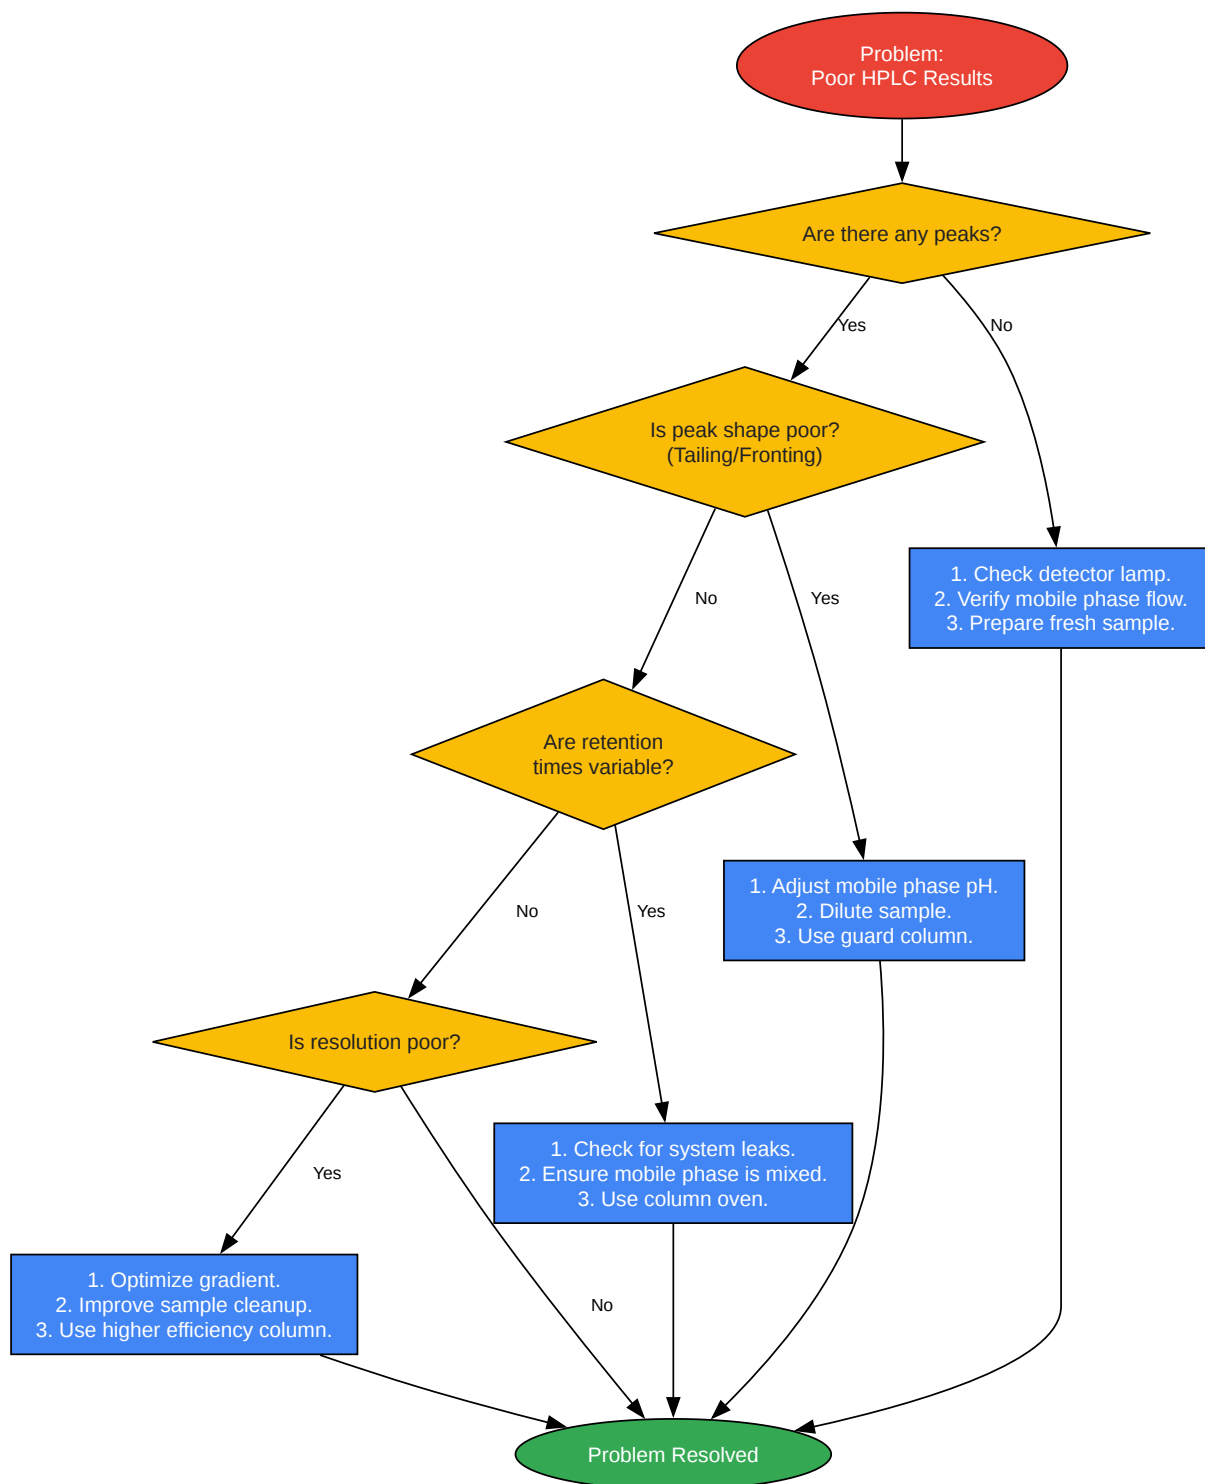 Problem:
Poor HPLC Results
Are there any peaks?
Yes
No
Is peak shape poor?
(Tailing/Fronting)
1. Check detector lamp.
2. Verify mobile phase flow.
3. Prepare fresh sample.
No
Yes
Are retention
times variable?
1. Adjust mobile phase pH.
2. Dilute sample.
3. Use guard column.
No
Yes
Is resolution poor?
1. Check for system leaks.
2. Ensure mobile phase is mixed.
3. Use column oven.
Yes
1. Optimize gradient.
2. Improve sample cleanup.
3. Use higher efficiency column.
No
Problem Resolved